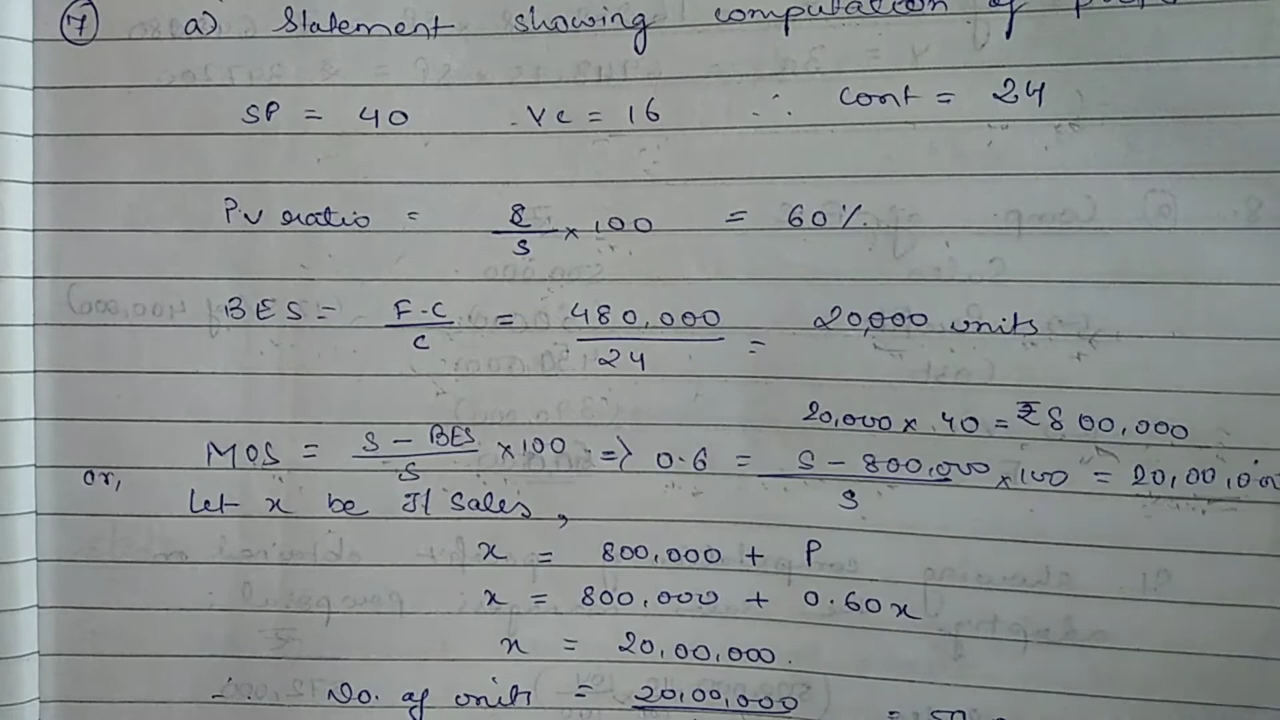 7 a) Statement showing computation of
SP = 40 VC = 16 ∴ Cont = 24
P.V ratio = 8/S × 100 = 60%.
BES = F.C/C = 480,000/24 = 20,000 units
20,000 × 40 = ₹800,000
MOS = S - BES/S × 100 => 0.6 = S - 800,000/S × 100 = 20,00,000
or,
Let x be Tl Sales,
x = 800,000 + P
x = 800,000 + 0.60x
x = 20,00,000.
∴ No. of units = 20,00,000